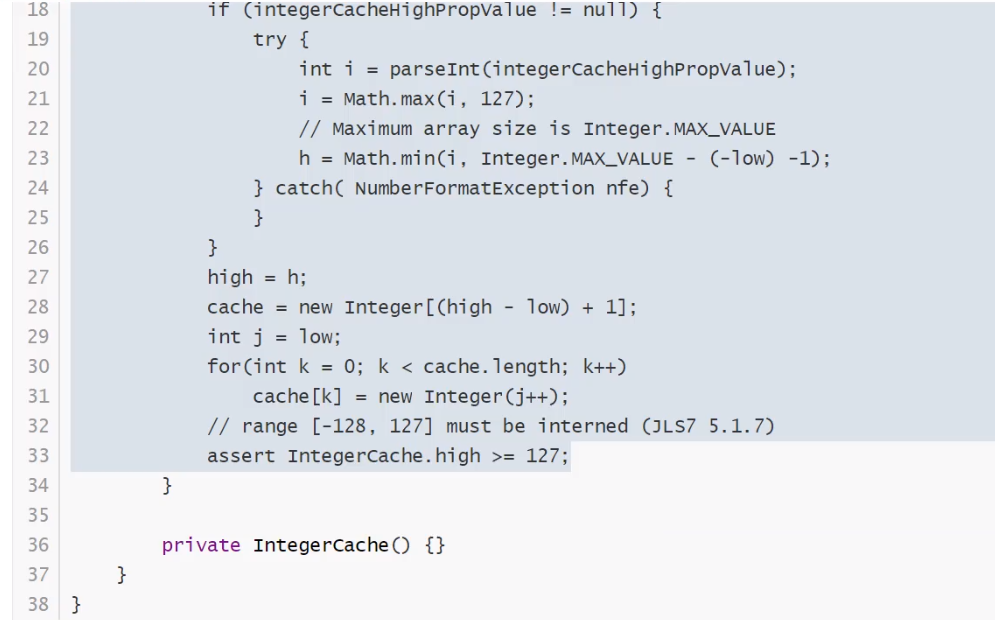 18 if (integerCacheHighPropValue != null) {
19 try {
20 int i = parseInt(integerCacheHighPropValue);
21 i = Math.max(i, 127);
22 // Maximum array size is Integer.MAX_VALUE
23 h = Math.min(i, Integer.MAX_VALUE - (-low) -1);
24 } catch( NumberFormatException nfe) {
25 }
26 }
27 high = h;
28 cache = new Integer[(high - low) + 1];
29 int j = low;
30 for(int k = 0; k < cache.length; k++)
31 cache[k] = new Integer(j++);
32 // range [-128, 127] must be interned (JLS7 5.1.7)
33 assert IntegerCache.high >= 127;
34 }
35
36 private IntegerCache() {}
37 }
38 }